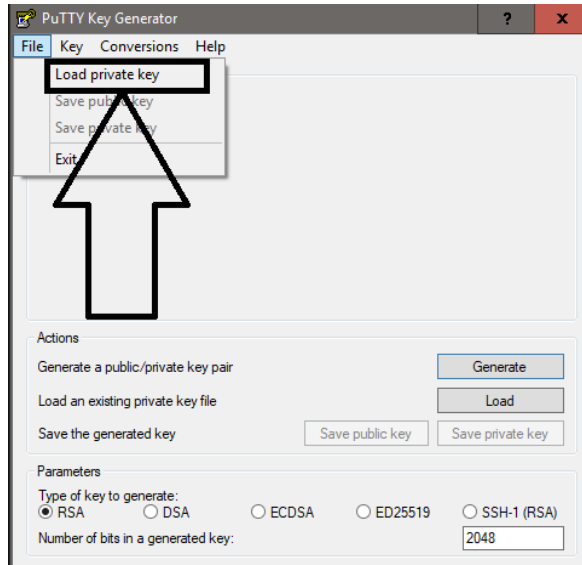 PuTTY Key Generator ? X
File Key Conversions Help
Load private key
Save public key
Save private key
Exit
Actions
Generate a public/private key pair Generate
Load an existing private key file Load
Save the generated key Save public key Save private key
Parameters
Type of key to generate:
RSA DSA ECDSA ED25519 SSH-1 (RSA)
Number of bits in a generated key: 2048